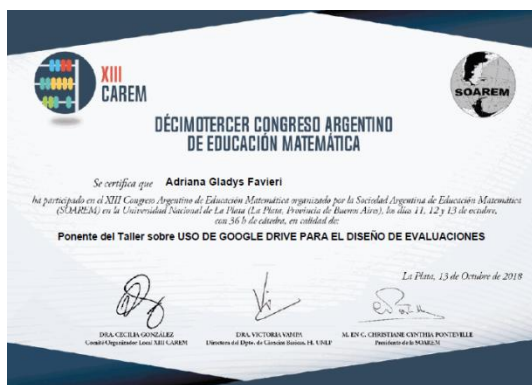 XIII
CAREM
SOAREM
DÉCIMOTERCER CONGRESO ARGENTINO
DE EDUCACIÓN MATEMÁTICA
Se certifica que Adriana Gladys Favieri
ha participado en el XIII Congreso Argentino de Educación Matemática organizado por la Sociedad Argentina de Educación Matemática
(SOAREM) en la Universidad Nacional de La Plata (La Plata, Provincia de Buenos Aires), los días 11, 12 y 13 de octubre,
con 36 h de cátedra, en calidad de:
Ponente del Taller sobre USO DE GOOGLE DRIVE PARA EL DISEÑO DE EVALUACIONES
La Plata, 13 de Octubre de 2018
DRA. CECILIA GONZÁLEZ
Comité Organizador Local XIII CAREM
DRA. VICTORIA VAMPA
Directora del Dpto. de Ciencias Básicas, FI, UNLP
M. EN C. CHRISTIANE CYNTHIA PONTEVILLE
Presidente de la SOAREM